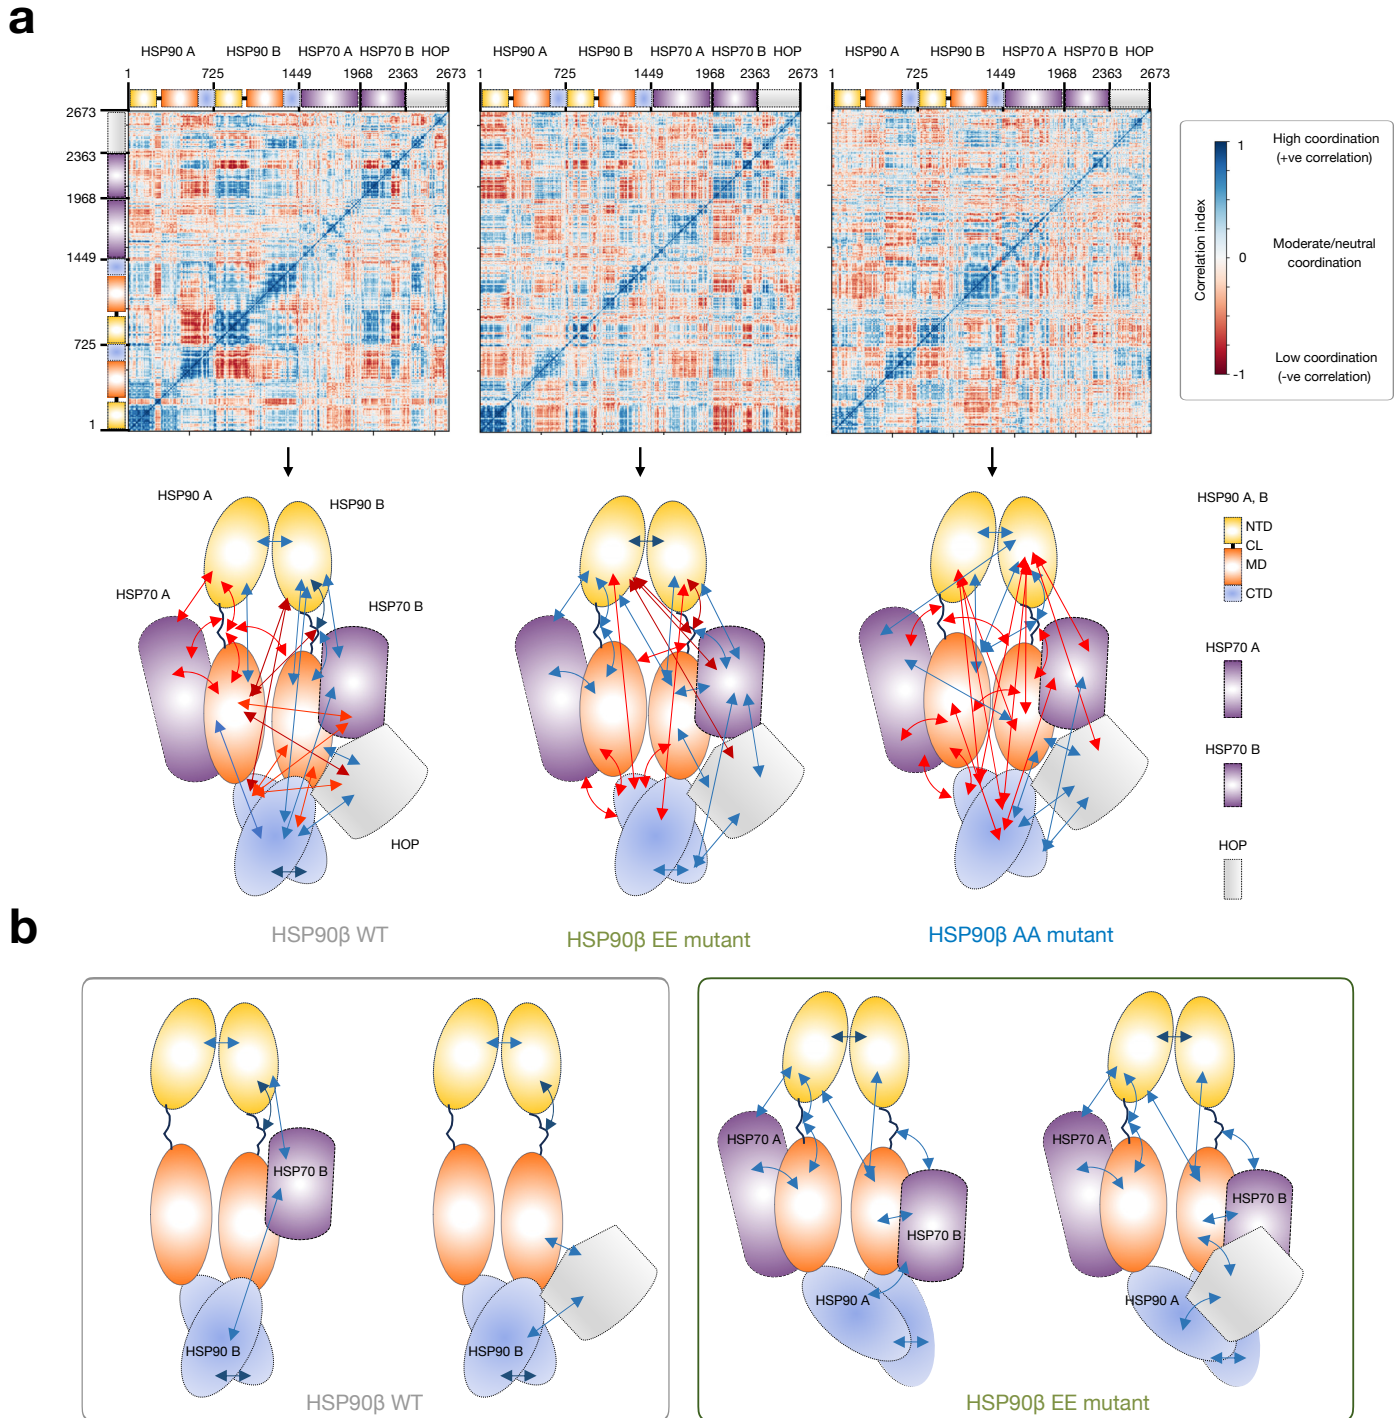 a
HSP90 A HSP90 B HSP70 A HSP70 B HOP
1 725 1449 1968 2363 2673
HSP90 A HSP90 B HSP70 A HSP70 B HOP
1 725 1449 1968 2363 2673
HSP90 A HSP90 B HSP70 A HSP70 B HOP
1 725 1449 1968 2363 2673
2673
2363
1968
1449
725
1
Correlation index
1
0
-1
High coordination
(+ve correlation)
Moderate/neutral
coordination
Low coordination
(-ve correlation)
HSP90 A
HSP90 B
HSP70 A
HSP70 B
HOP
HSP90 A, B
NTD
CL
MD
CTD
HSP70 A
HSP70 B
HOP
HSP90β WT
HSP90β EE mutant
HSP90β AA mutant
b
HSP70 B
HSP90 B
HSP90 B
HSP90β WT
HSP70 A
HSP70 B
HSP90 A
HSP70 A
HSP70 B
HSP90 A
HSP90β EE mutant